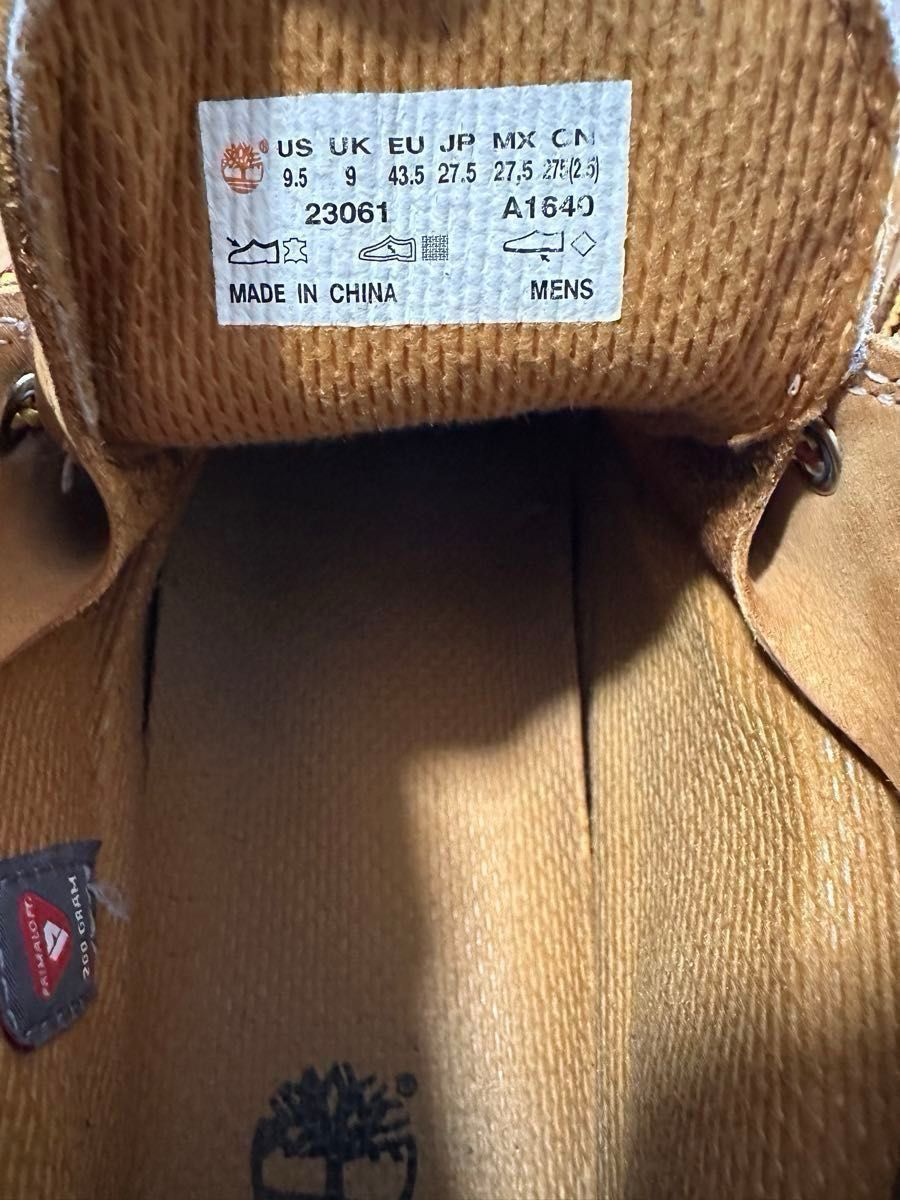 ® US UK EU JP MX CN
9.5 9 43.5 27.5 27,5 275(2.5)
23061 A1640
MADE IN CHINA MENS
PRIMALOFT
200 GRAM
®